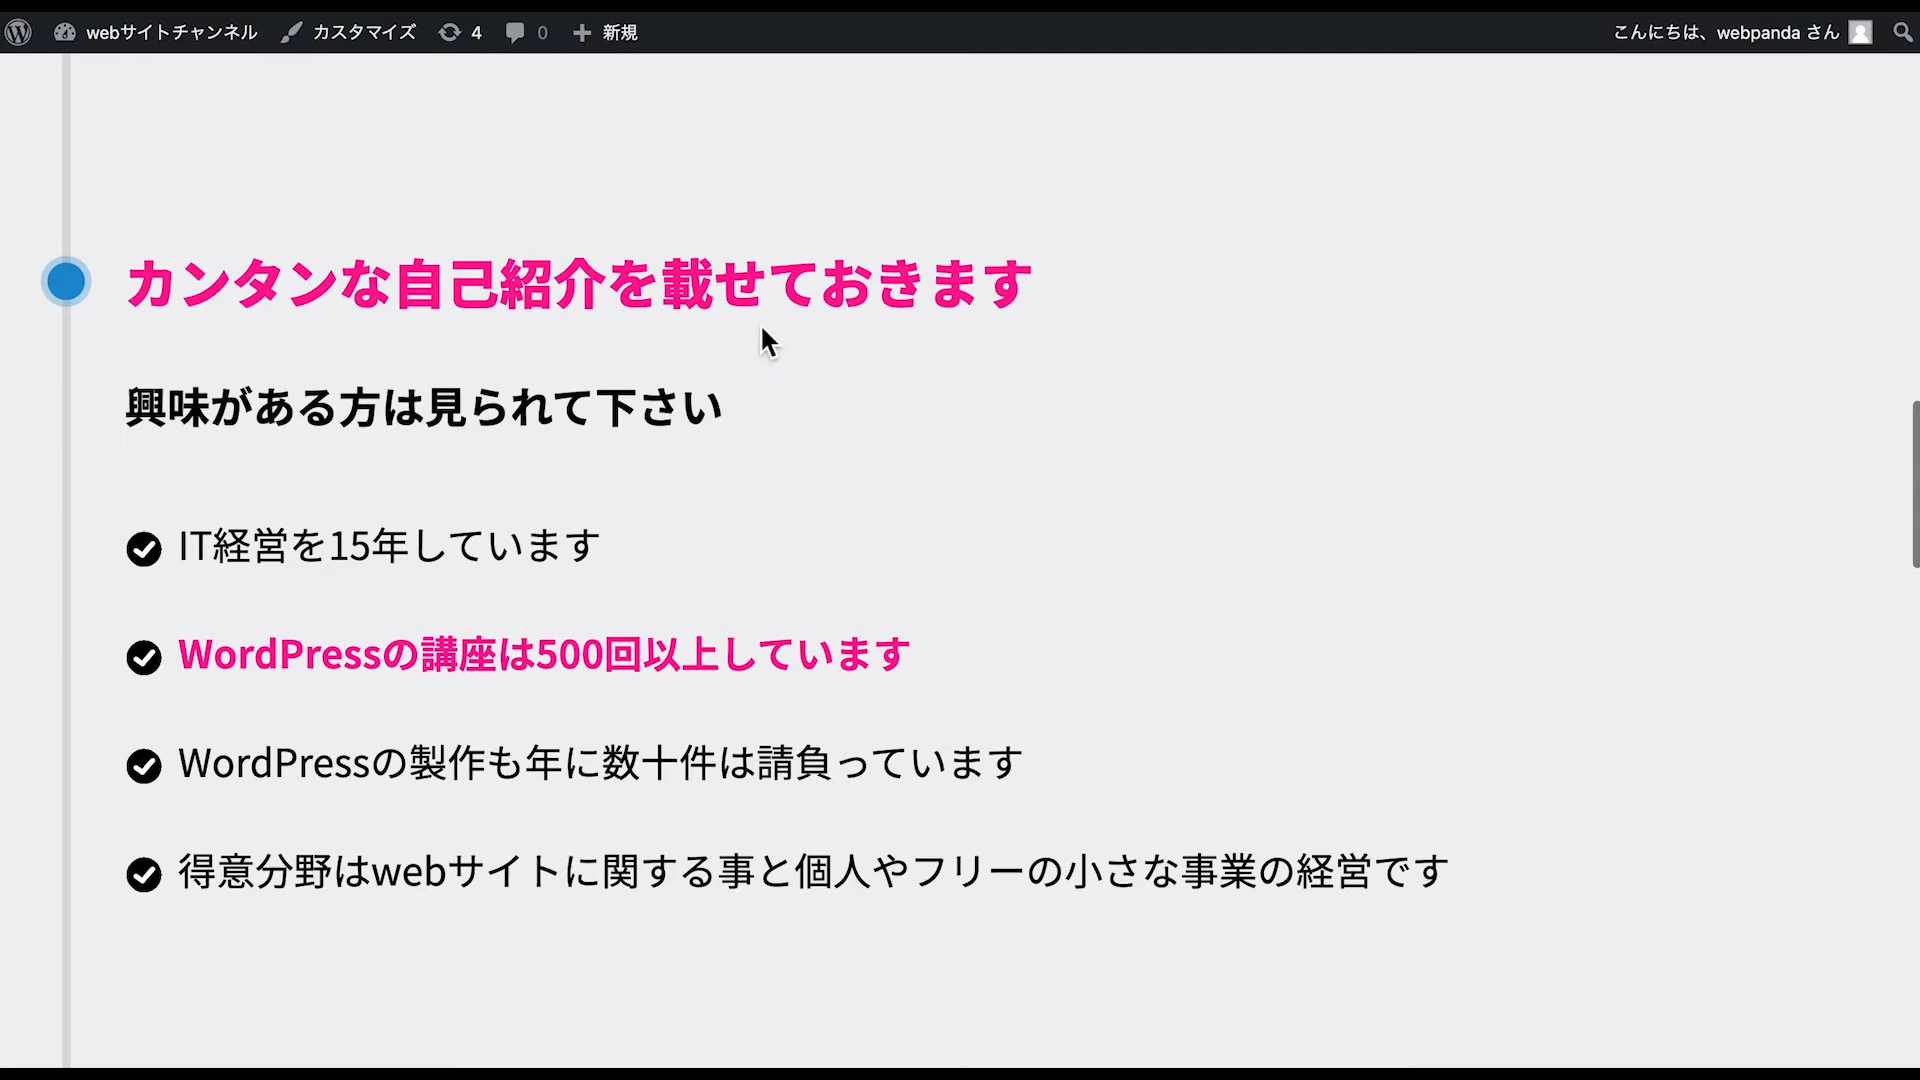 webサイトチャンネル カスタマイズ 4 0 新規 こんにちは、webpanda さん
カンタンな自己紹介を載せておきます
興味がある方は見られて下さい
IT経営を15年しています
WordPressの講座は500回以上しています
WordPressの製作も年に数十件は請負っています
得意分野はwebサイトに関する事と個人やフリーの小さな事業の経営です